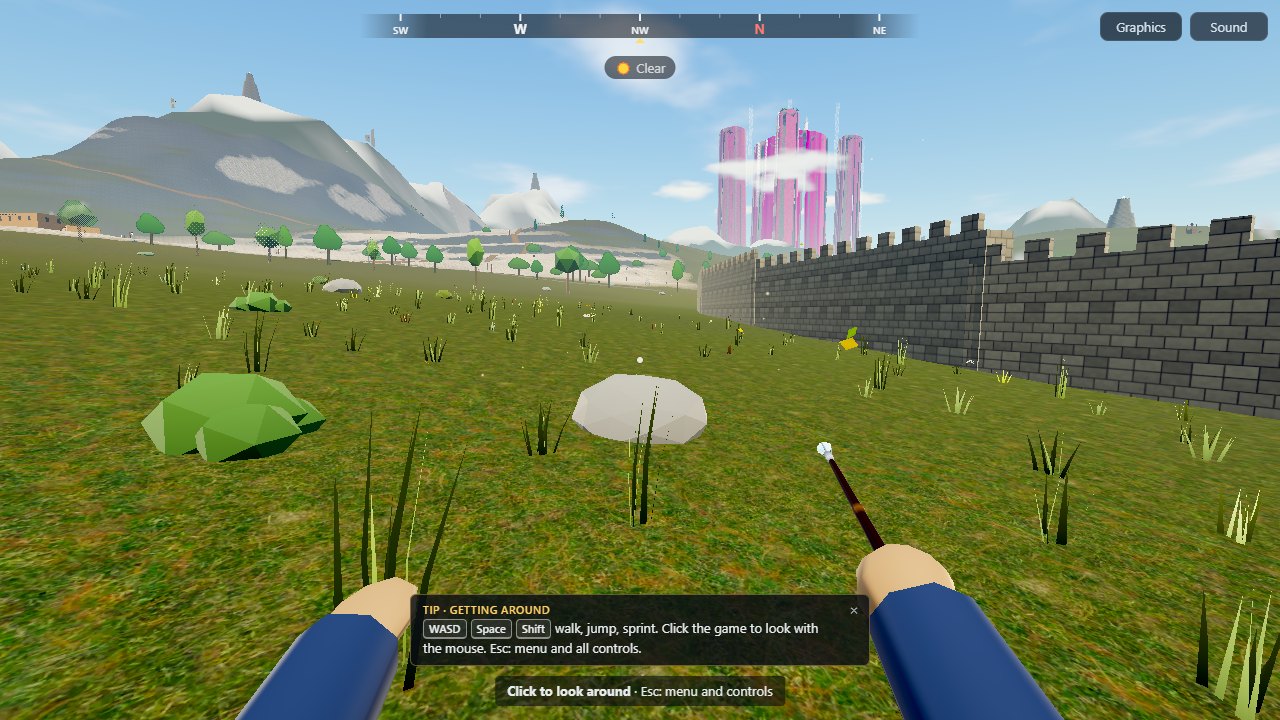 SW W NW N NE
Graphics
Sound
Clear
TIP · GETTING AROUND
×
WASD Space Shift walk, jump, sprint. Click the game to look with
the mouse. Esc: menu and all controls.
Click to look around · Esc: menu and controls